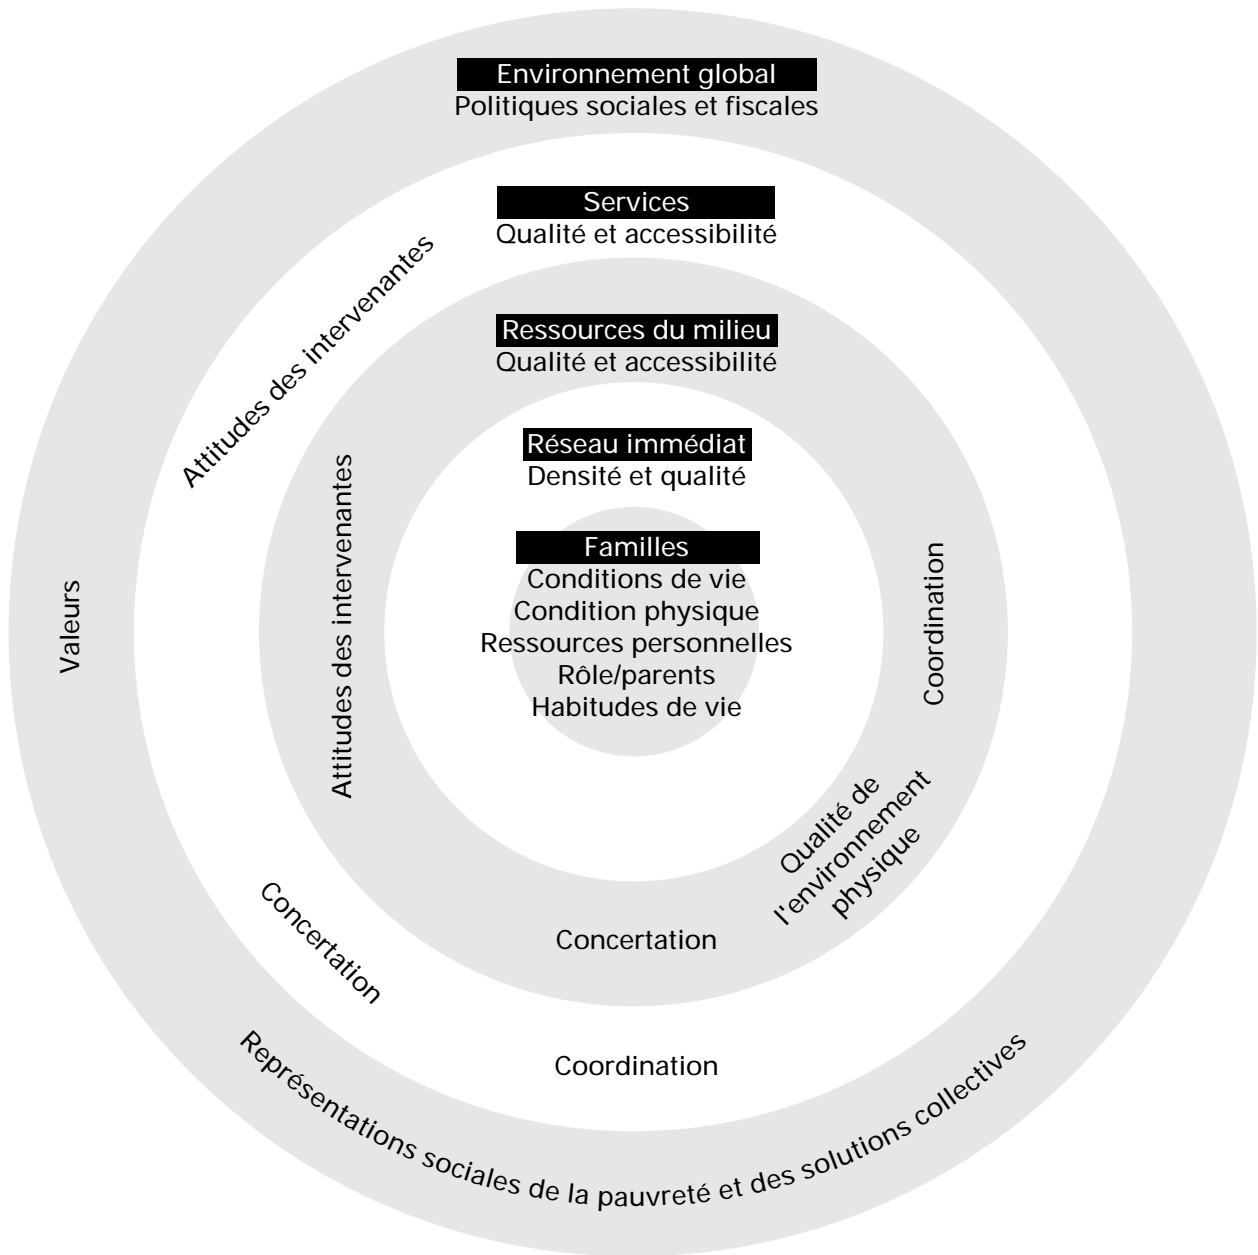 Environnement global
Politiques sociales et fiscales
Services
Qualité et accessibilité
Attitudes des intervenantes
Ressources du milieu
Qualité et accessibilité
Réseau immédiat
Densité et qualité
Attitudes des intervenantes
Familles
Conditions de vie
Condition physique
Ressources personnelles
Rôle/parents
Habitudes de vie
Valeurs
Coordination
Qualité de
l'environnement
physique
Concertation
Concertation
Coordination
Représentations sociales de la pauvreté et des solutions collectives